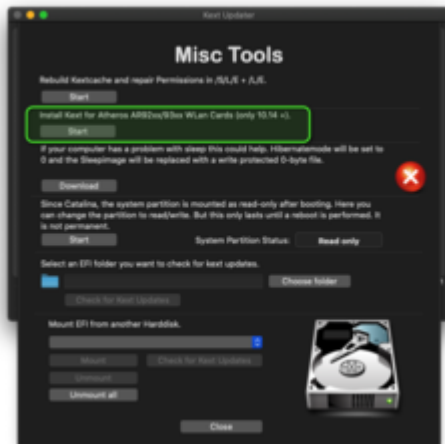 Kext Updater
Misc Tools
Rebuild Kextcache and repair Permissions in /S/L/E + /L/E.
Start
Install Kext for Atheros AR92xx/93xx WLan Cards (only 10.14 +).
Start
If your computer has a problem with sleep this could help. Hibernatemode will be set to
0 and the Sleepimage will be replaced with a write protected 0-byte file.
Download
Since Catalina, the system partition is mounted as read-only after booting. Here you
can change the partition to read/write. But this only lasts until a reboot is performed. It
is not permanent.
Start
System Partition Status:
Read only
Select an EFI folder you want to check for kext updates.
Choose folder
Check for Kext Updates
Mount EFI from another Harddisk.
Mount
Check for Kext Updates
Unmount
Unmount all
Close